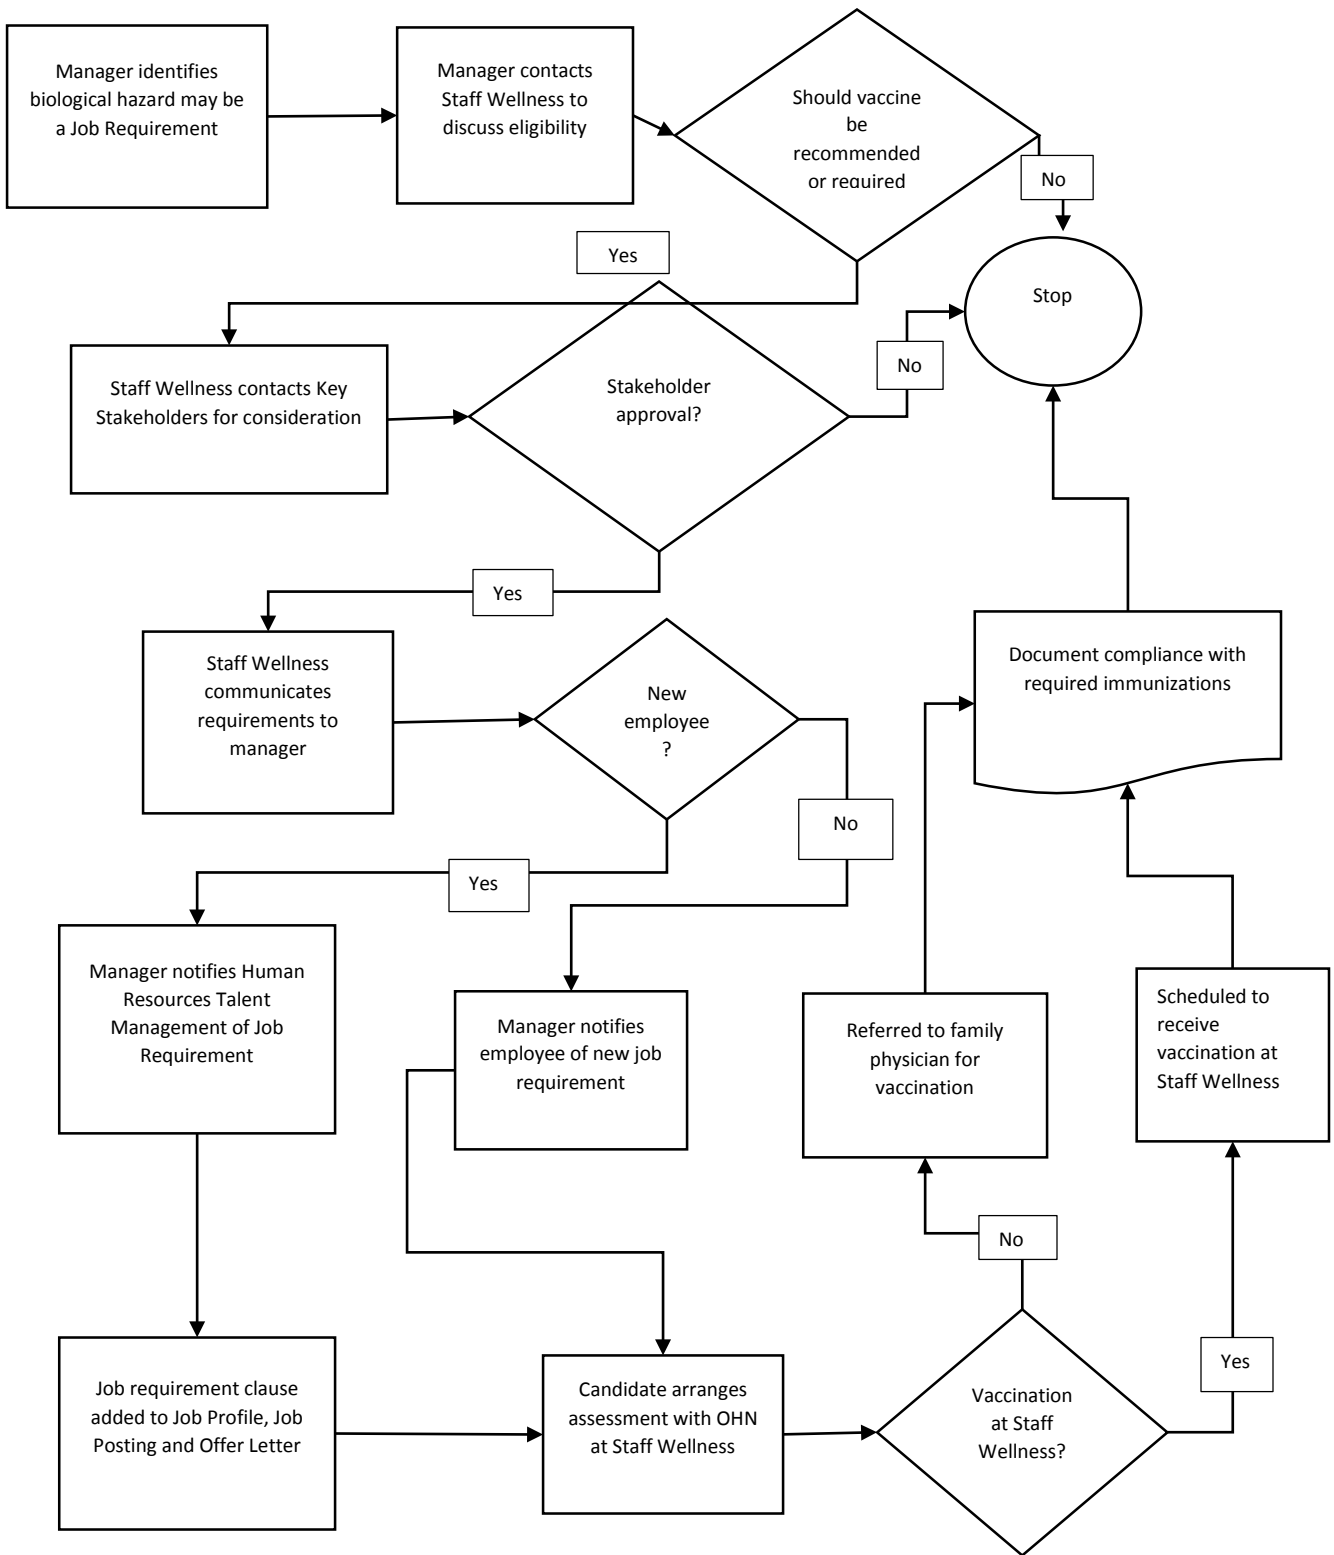 Manager identifies
biological hazard may be
a Job Requirement
Manager contacts
Staff Wellness to
discuss eligibility
Should vaccine
be
recommended
or required
No
Yes
Stop
Staff Wellness contacts Key
Stakeholders for consideration
Stakeholder
approval?
No
Yes
Staff Wellness
communicates
requirements to
manager
New
employee
?
No
Yes
Document compliance with
required immunizations
Manager notifies Human
Resources Talent
Management of Job
Requirement
Manager notifies
employee of new job
requirement
Referred to family
physician for
vaccination
Scheduled to
receive
vaccination at
Staff Wellness
No
Yes
Job requirement clause
added to Job Profile, Job
Posting and Offer Letter
Candidate arranges
assessment with OHN
at Staff Wellness
Vaccination
at Staff
Wellness?